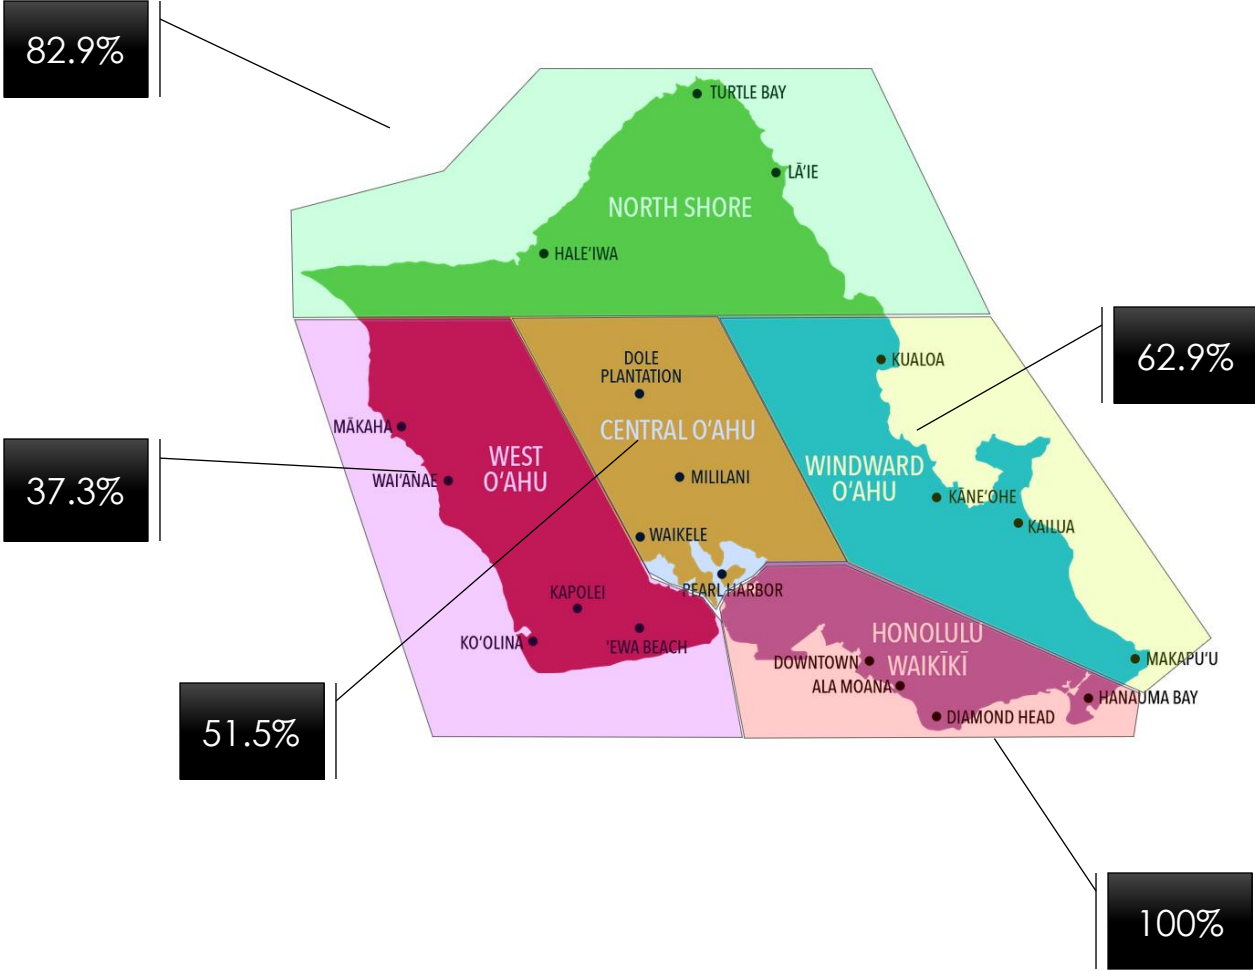 82.9%
TURTLE BAY
LĀ'IE
NORTH SHORE
HALE'IWA
62.9%
KUALOA
DOLE
PLANTATION
CENTRAL O'AHU
MĀKAHA
37.3%
WAI'ANAE
WEST
O'AHU
MILILANI
WINDWARD
O'AHU
KĀNE'OHE
KAILUA
WAIKELE
PEARL HARBOR
KAPOLEI
KO'OLINA
'EWA BEACH
HONOLULU
WAIKĪKĪ
DOWNTOWN
ALA MOANA
DIAMOND HEAD
MAKAPU'U
HANAUMA BAY
51.5%
100%